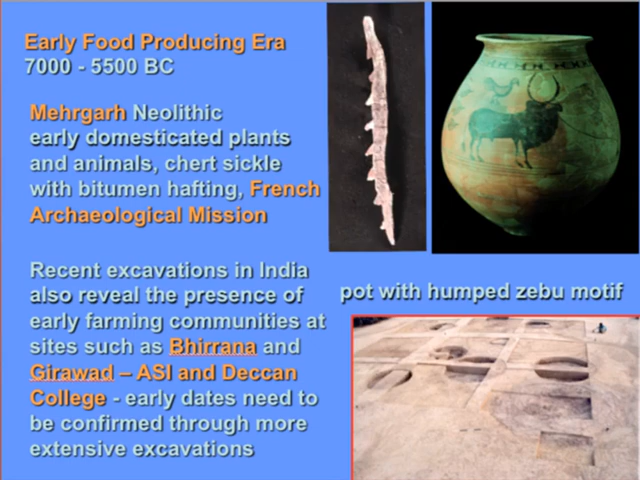 Early Food Producing Era
7000 - 5500 BC
Mehrgarh Neolithic
early domesticated plants
and animals, chert sickle
with bitumen hafting, French
Archaeological Mission
Recent excavations in India
also reveal the presence of
early farming communities at
sites such as Bhirrana and
Girawad – ASI and Deccan
College - early dates need to
be confirmed through more
extensive excavations
pot with humped zebu motif